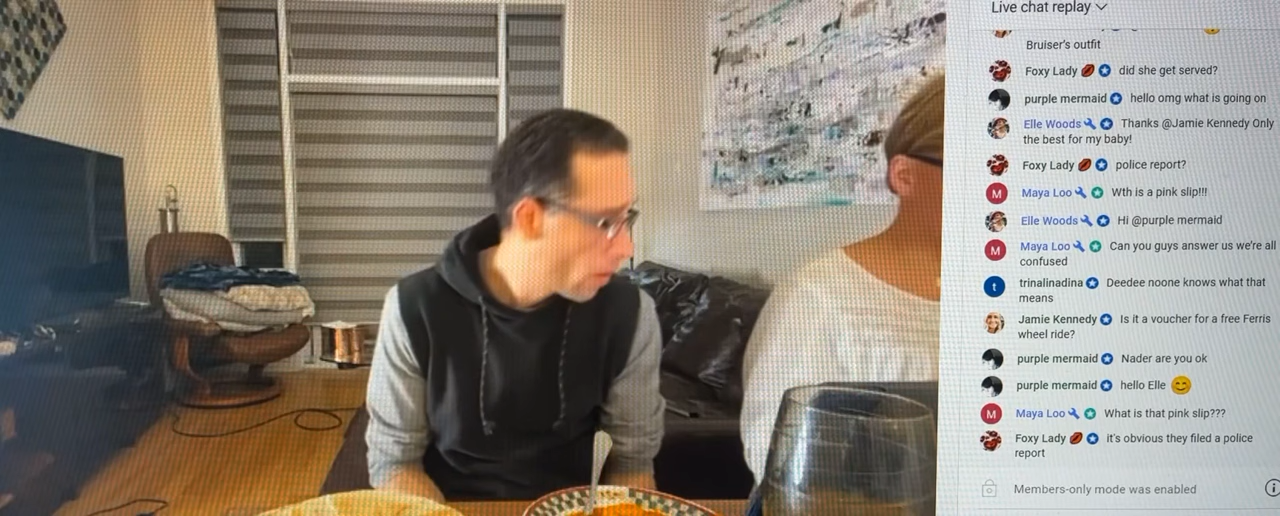 Live chat replay
Bruiser's outfit
Foxy Lady did she get served?
purple mermaid hello omg what is going on
Elle Woods Thanks @Jamie Kennedy Only
the best for my baby!
Foxy Lady police report?
M Maya Loo Wth is a pink slip!!!
Elle Woods Hi @purple mermaid
M Maya Loo Can you guys answer us we're all
confused
t trinalinadina Deedee noone knows what that
means
Jamie Kennedy Is it a voucher for a free Ferris
wheel ride?
purple mermaid Nader are you ok
purple mermaid hello Elle 😊
M Maya Loo What is that pink slip???
Foxy Lady it's obvious they filed a police
report
Members-only mode was enabled